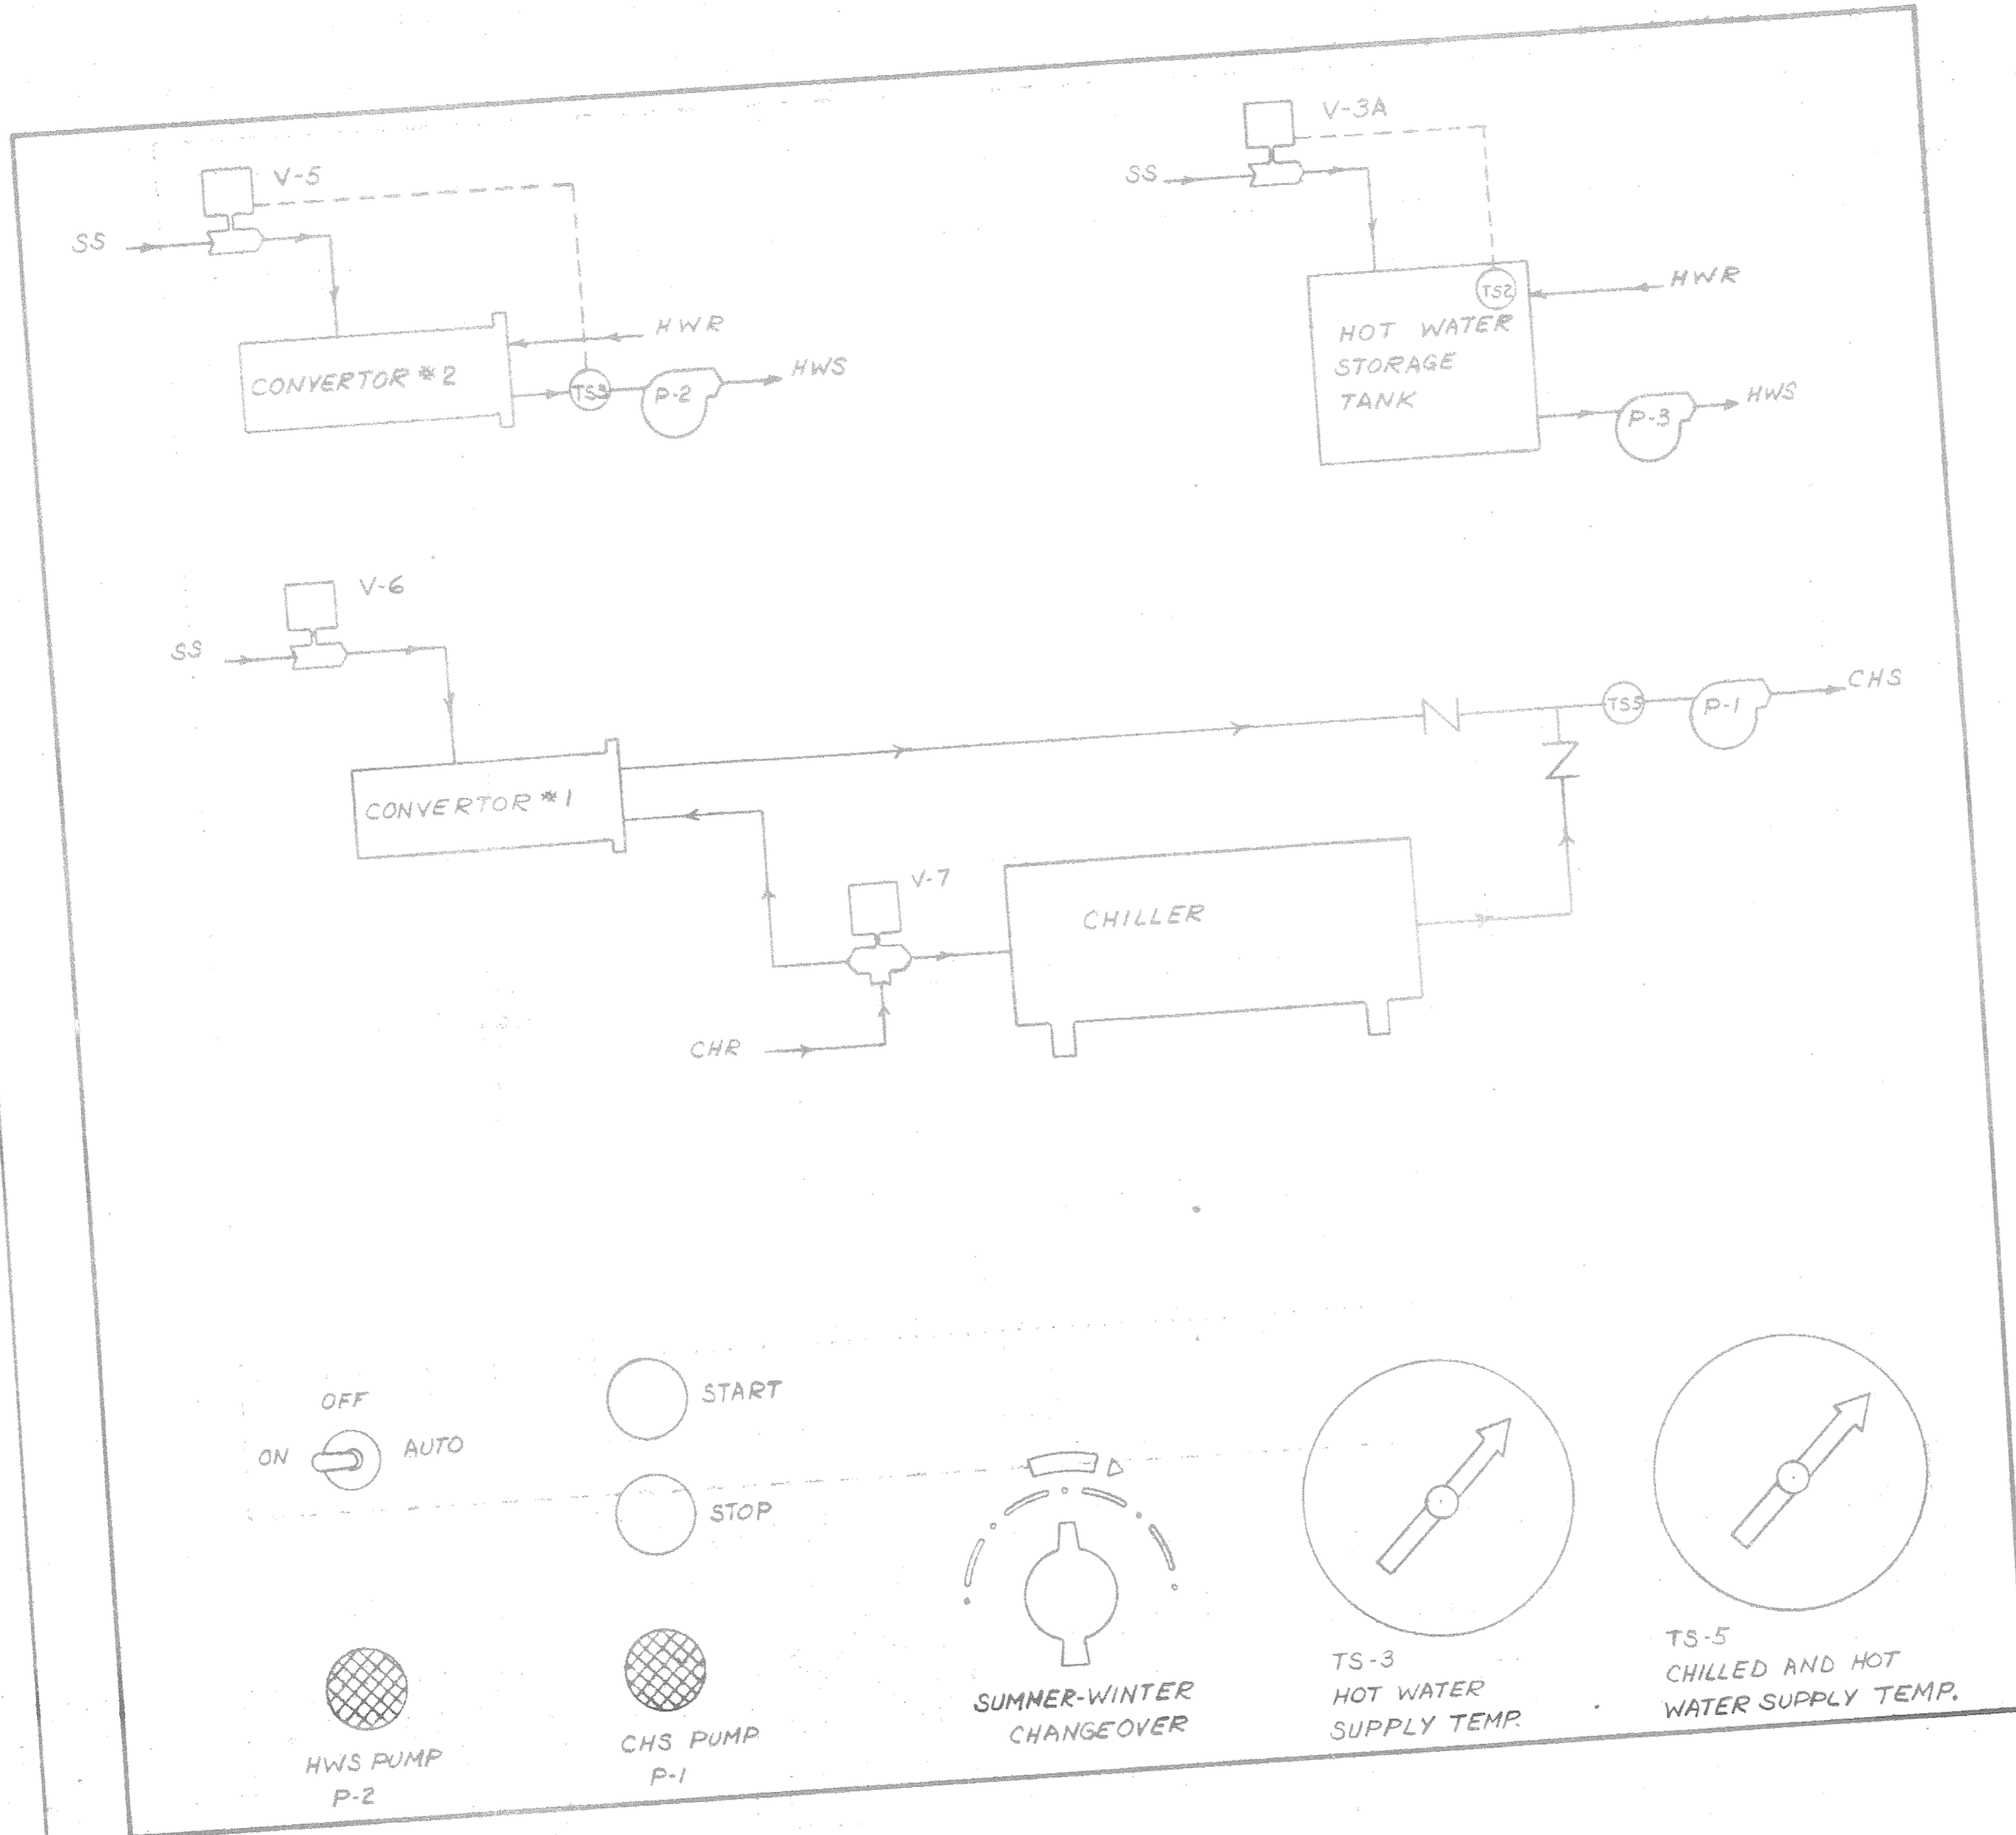 V-5
SS
HWR
CONVERTOR #2
TS3
P-2
HWS
V-3A
SS
TS2
HWR
HOT WATER
STORAGE
TANK
P-3
HWS
V-6
SS
CONVERTOR #1
TS5
P-1
CHS
V-7
CHILLER
CHR
OFF
ON
AUTO
START
STOP
HWS PUMP
P-2
CHS PUMP
P-1
SUMMER-WINTER
CHANGEOVER
TS-3
HOT WATER
SUPPLY TEMP.
TS-5
CHILLED AND HOT
WATER SUPPLY TEMP.